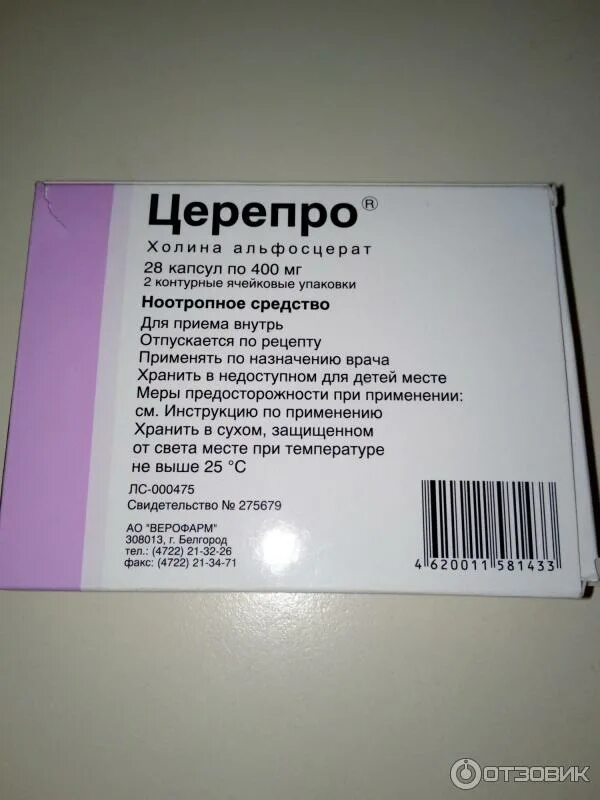 Церепро®
Холина альфосцерат
28 капсул по 400 мг
2 контурные ячейковые упаковки
Ноотропное средство
Для приема внутрь
Отпускается по рецепту
Применять по назначению врача
Хранить в недоступном для детей месте
Меры предосторожности при применении:
см. Инструкцию по применению
Хранить в сухом, защищенном
от света месте при температуре
не выше 25 °С
ЛС-000475
Свидетельство № 275679
АО "ВЕРОФАРМ"
308013, г. Белгород
тел.: (4722) 21-32-26
факс: (4722) 21-34-71
4 620011 581433
ОТЗОВИК